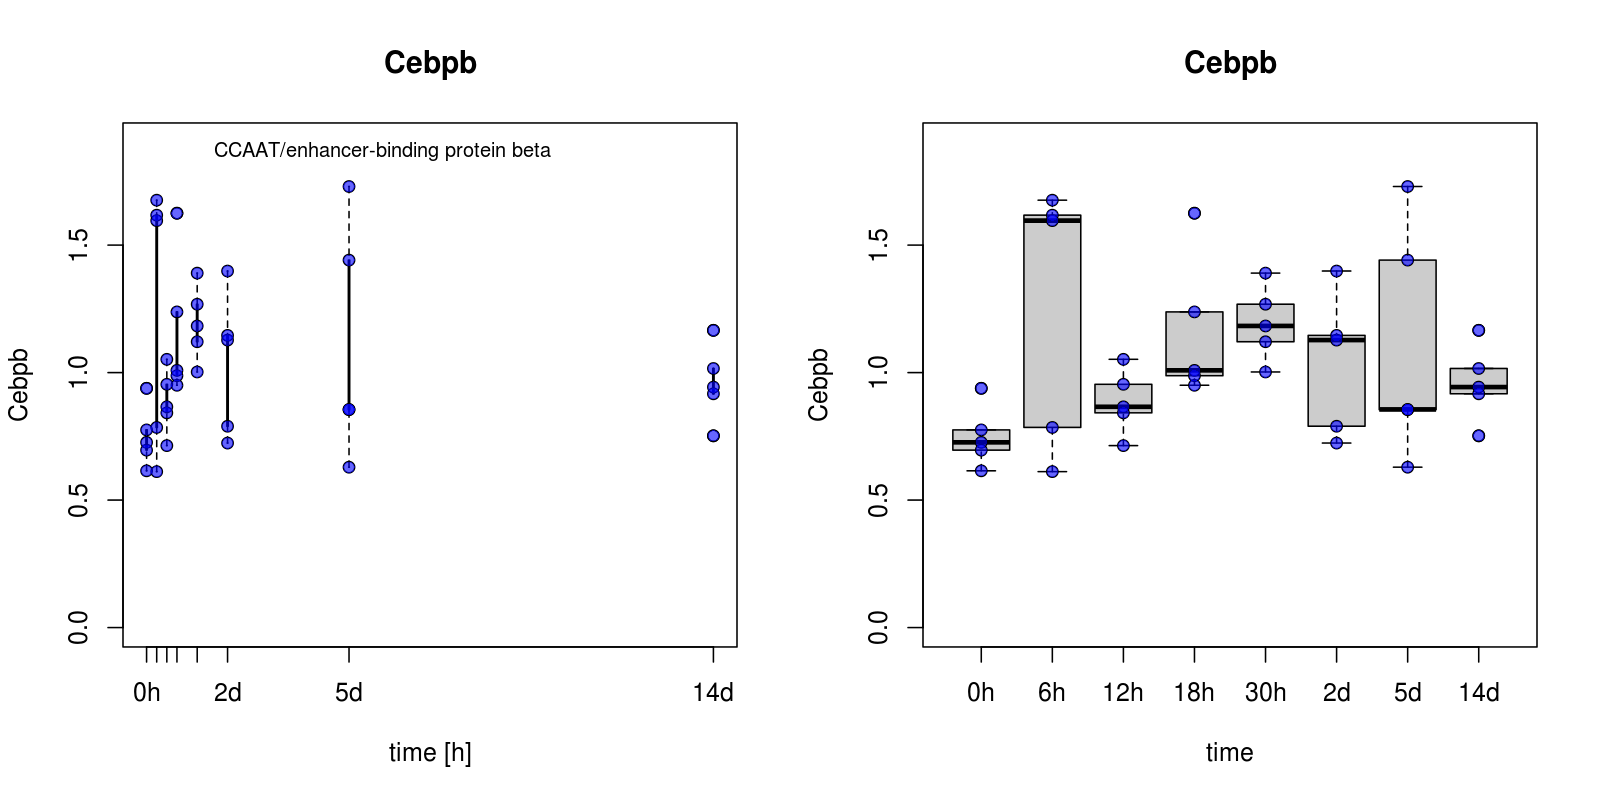 Cebpb
CCAAT/enhancer-binding protein beta
Cebpb
1.5
1.0
0.5
0.0
0h 2d 5d 14d
time [h]
Cebpb
Cebpb
1.5
1.0
0.5
0.0
0h 6h 12h 18h 30h 2d 5d 14d
time